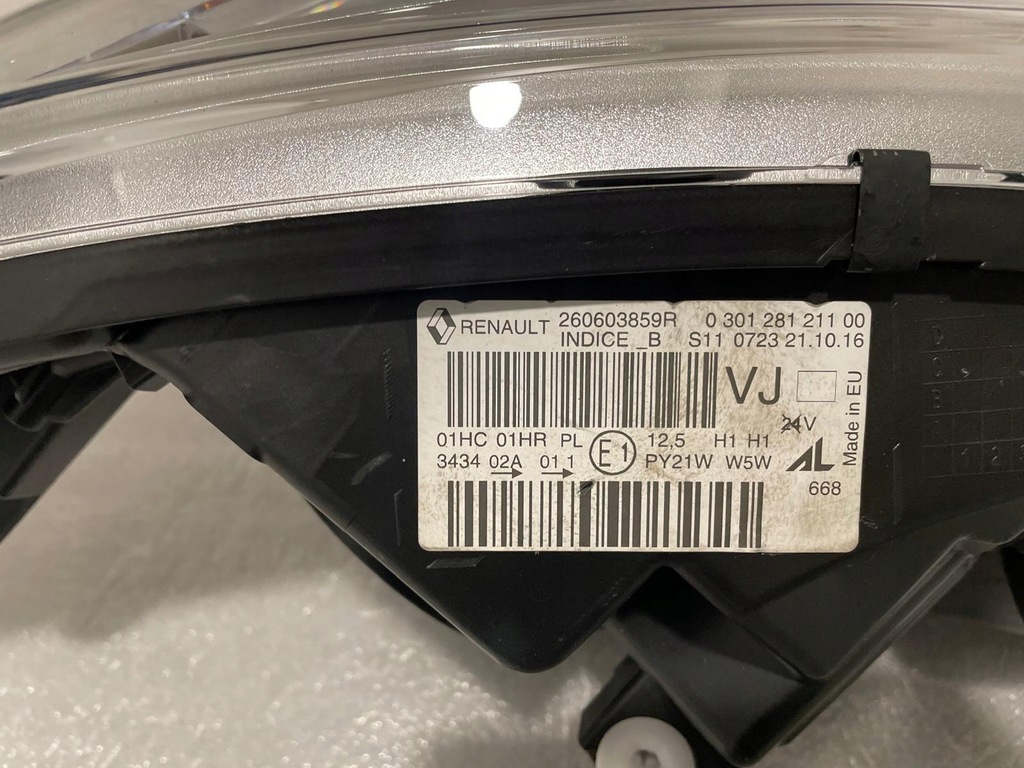 RENAULT 260603859R 0 301 281 211 00
INDICE _B S11 0723 21.10.16
VJ
24V
Made in EU
01HC 01HR PL E1 12,5 H1 H1
3434 02A 01 1 PY21W W5W AL
668